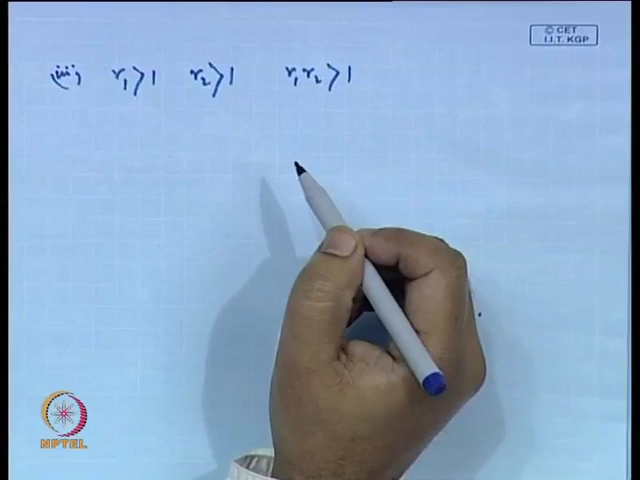 © CET
I.I.T. KGP
(iii) r₁>1 r₂>1 r₁r₂>1
NPTEL